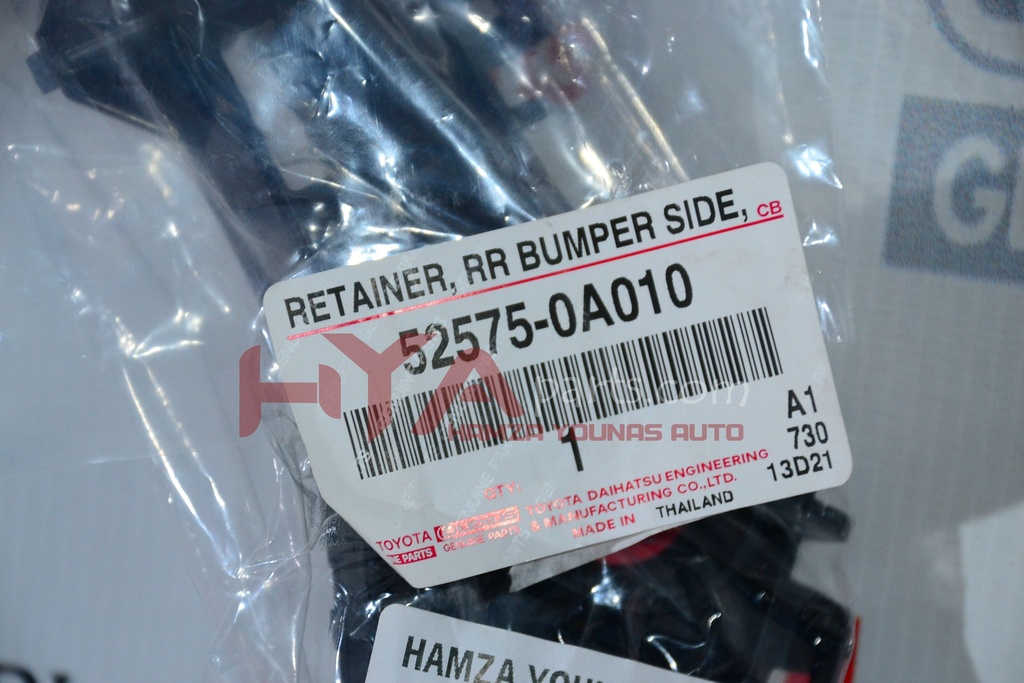 RETAINER, RR BUMPER SIDE, CB
52575-0A010
HYA parts.com
HAMZA YOUNAS AUTO
1
A1
730
13D21
QTY:
TOYOTA
GENUINE PARTS
TOYOTA DAIHATSU ENGINEERING
& MANUFACTURING CO.,LTD.
MADE IN THAILAND
HAMZA
G